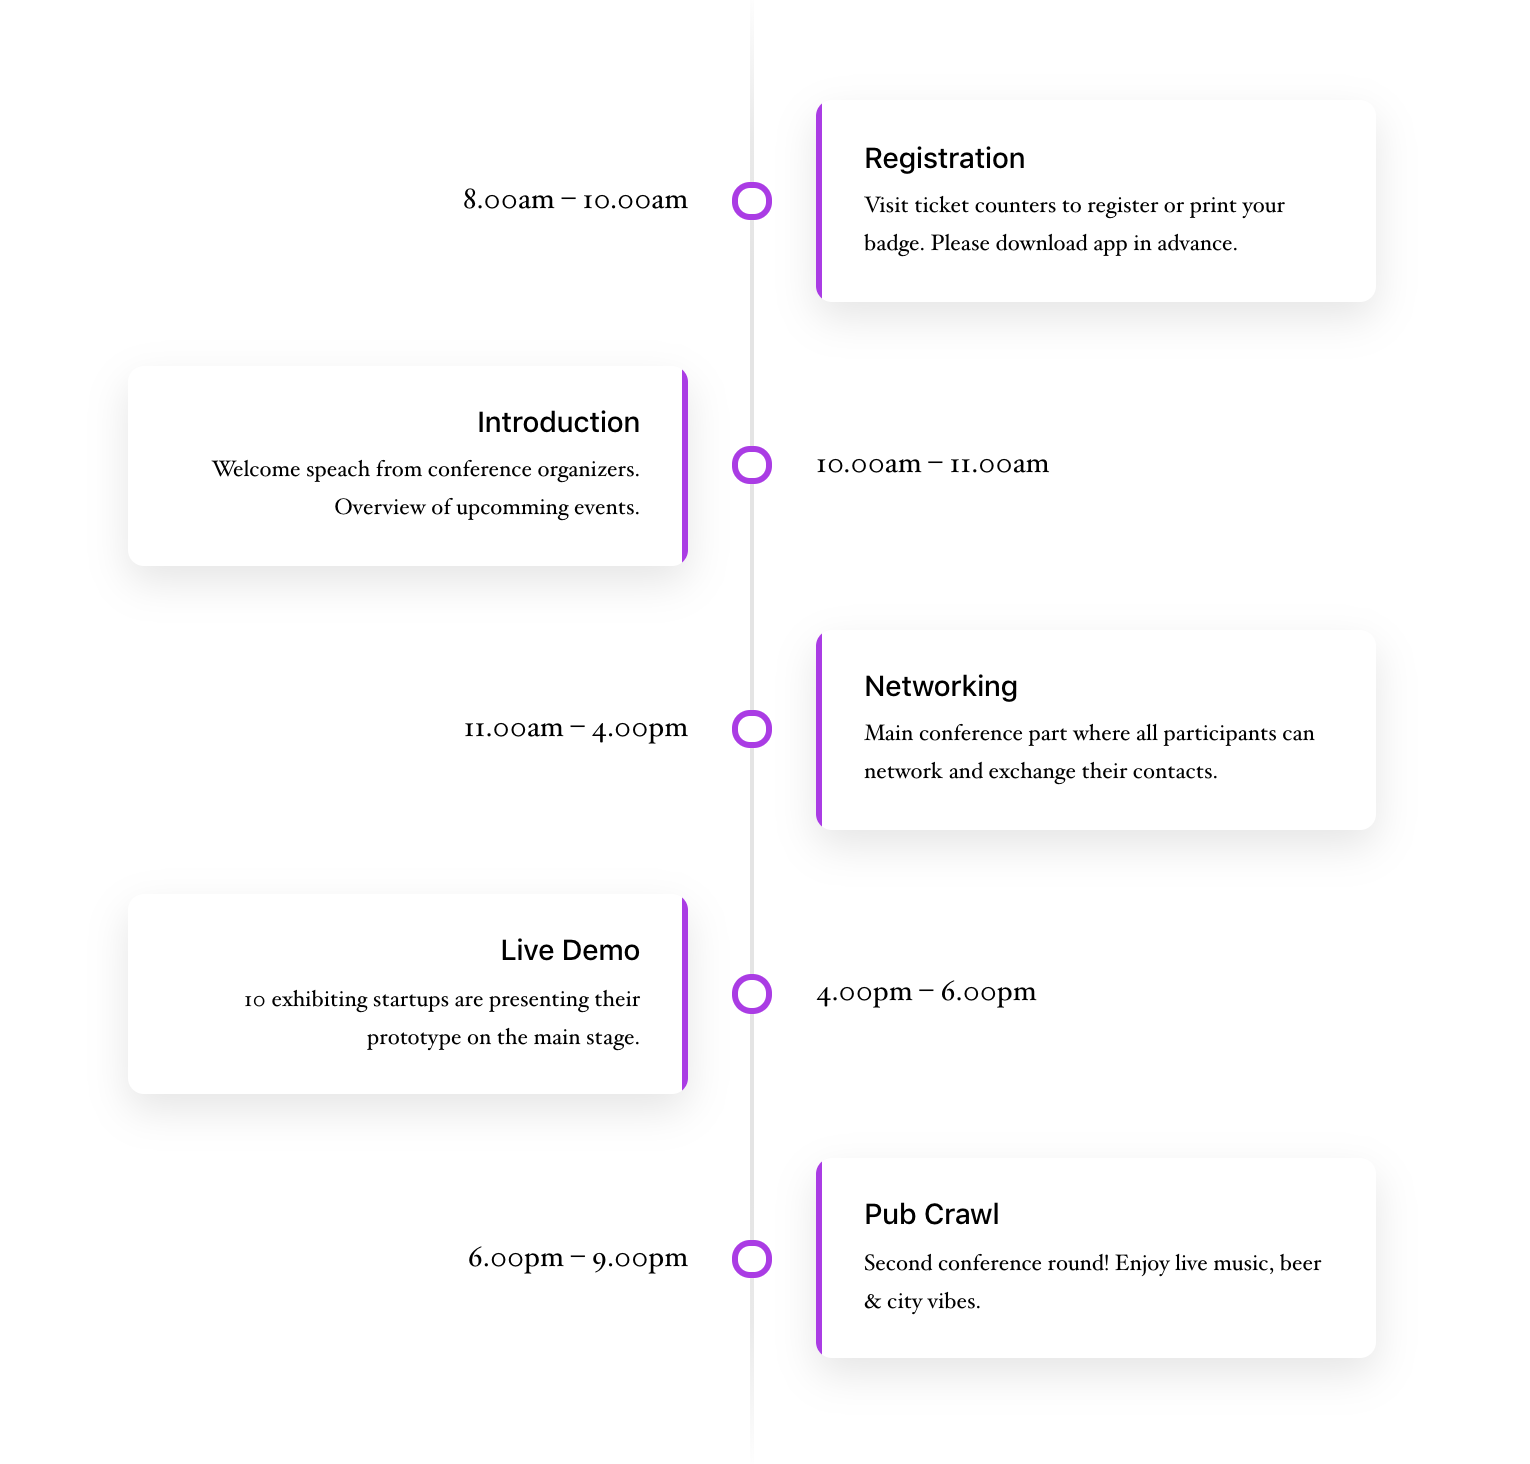 8.00am – 10.00am
Registration
Visit ticket counters to register or print your
badge. Please download app in advance.
Introduction
Welcome speach from conference organizers.
Overview of upcomming events.
10.00am – 11.00am
11.00am – 4.00pm
Networking
Main conference part where all participants can
network and exchange their contacts.
Live Demo
10 exhibiting startups are presenting their
prototype on the main stage.
4.00pm – 6.00pm
6.00pm – 9.00pm
Pub Crawl
Second conference round! Enjoy live music, beer
& city vibes.